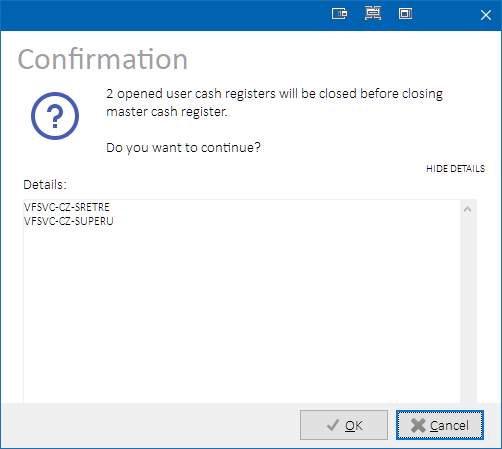 Confirmation
2 opened user cash registers will be closed before closing
master cash register.
Do you want to continue?
HIDE DETAILS
Details:
VFSVC-CZ-SRETRE
VFSVC-CZ-SUPERU
OK
Cancel